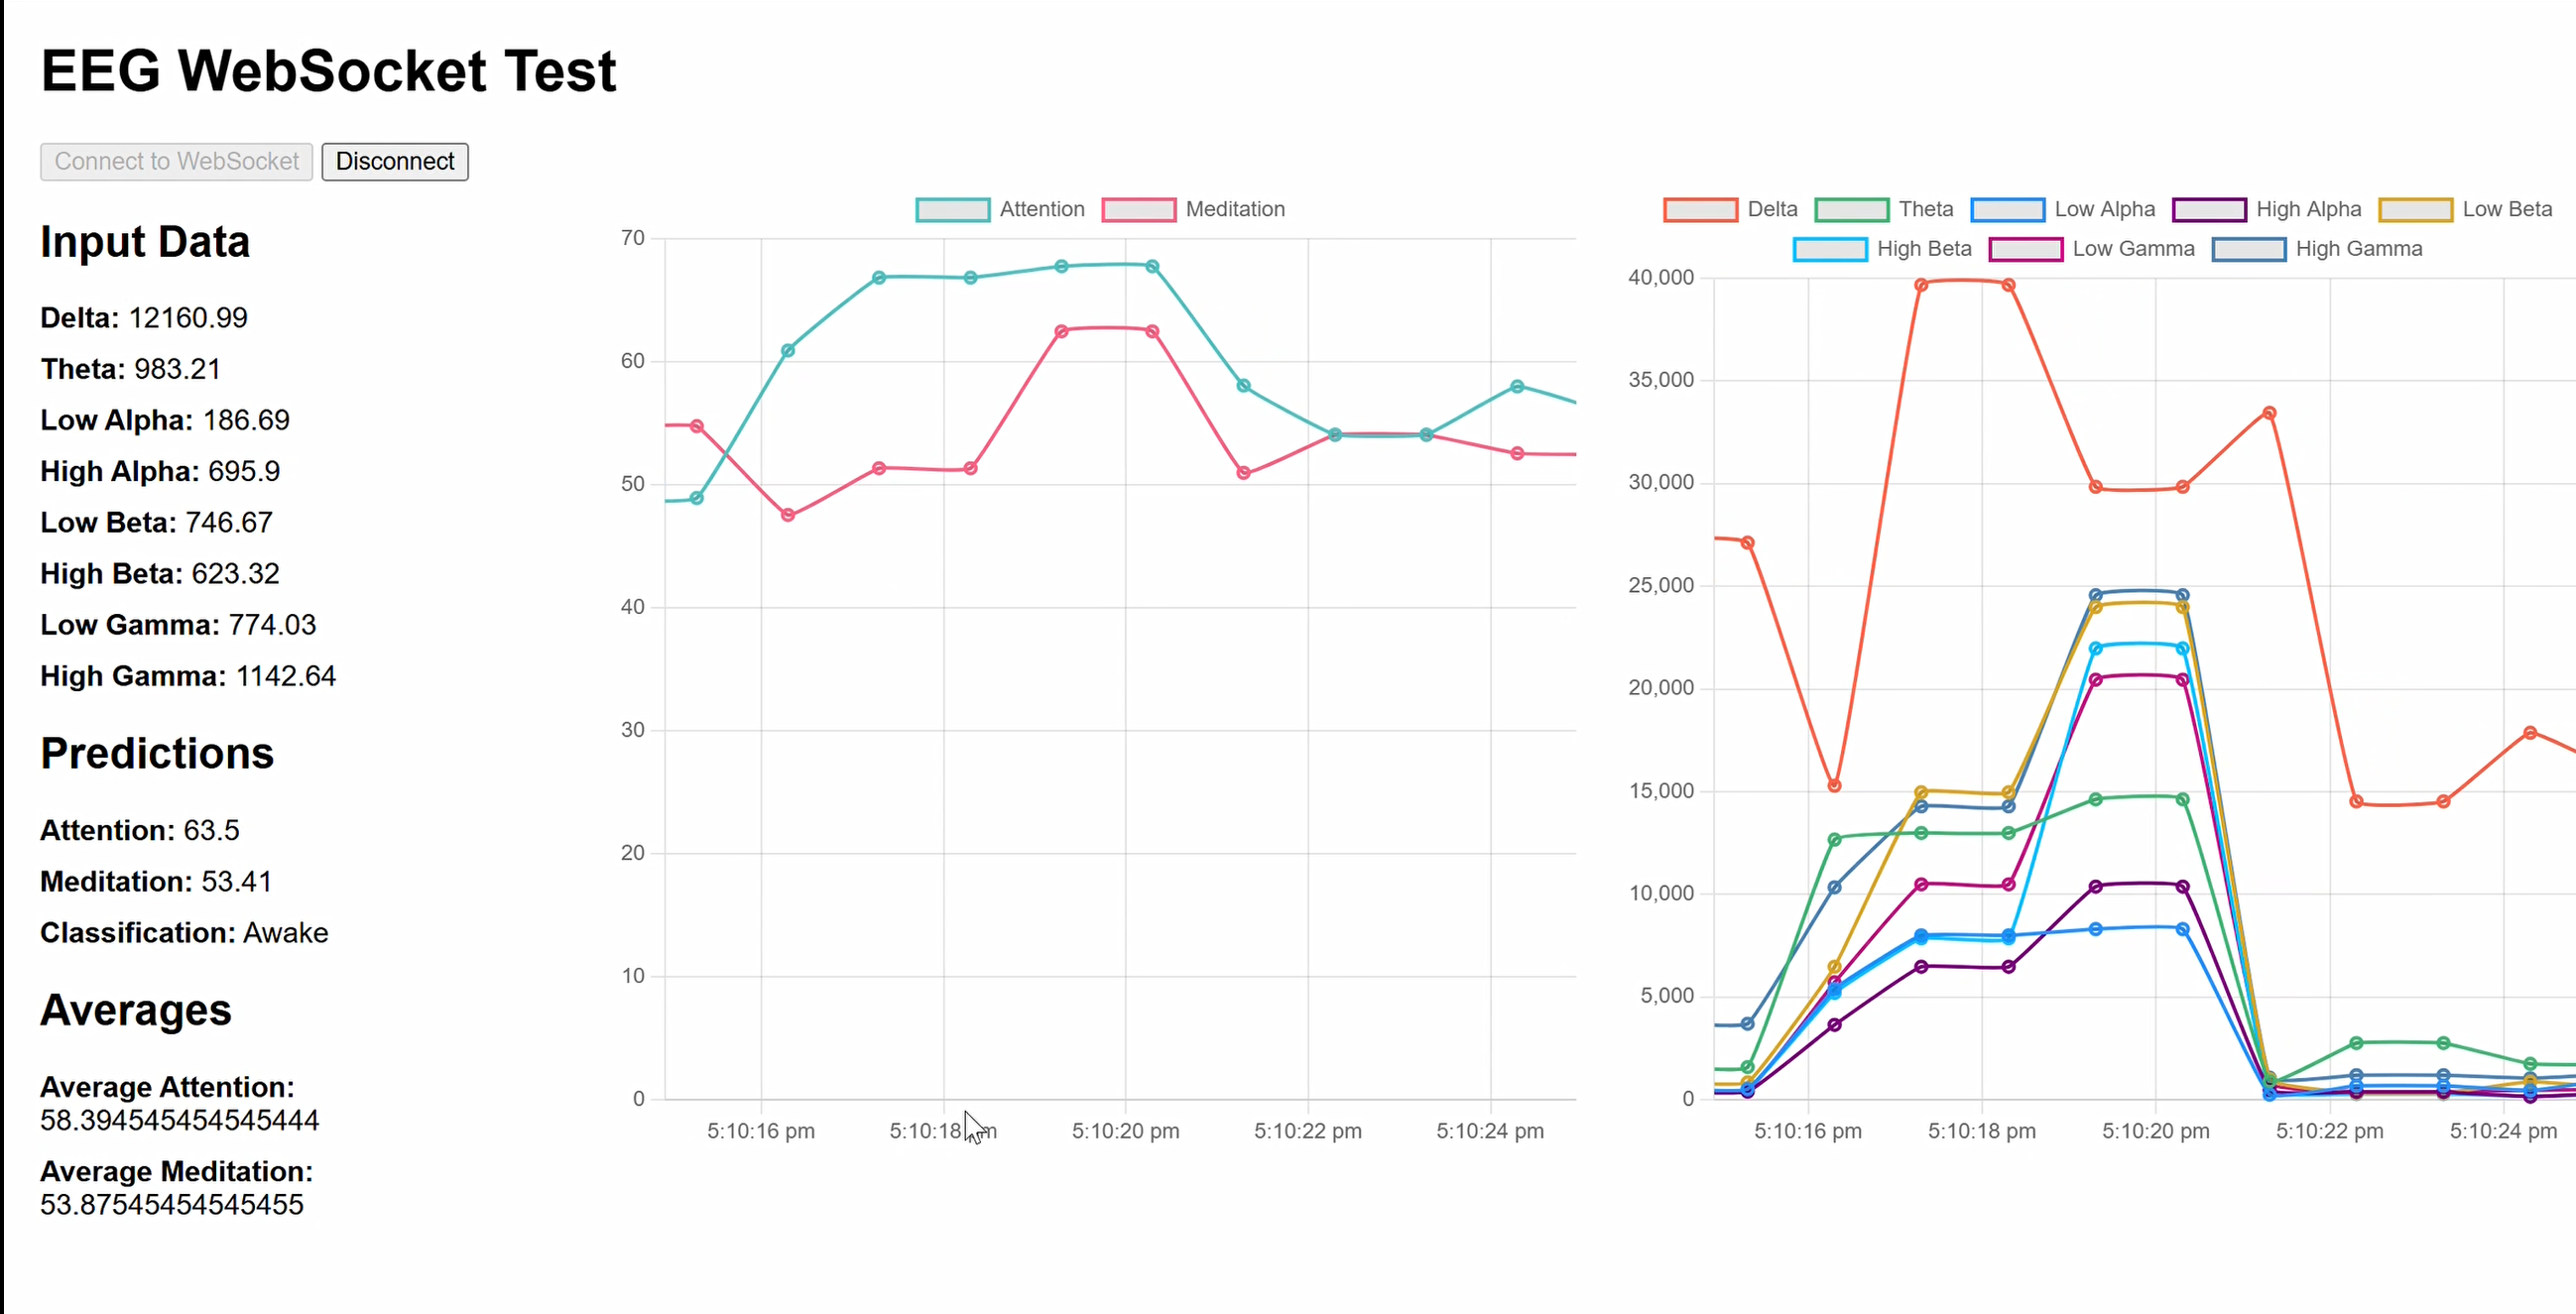 EEG WebSocket Test
Connect to WebSocket Disconnect
Input Data
Delta: 12160.99
Theta: 983.21
Low Alpha: 186.69
High Alpha: 695.9
Low Beta: 746.67
High Beta: 623.32
Low Gamma: 774.03
High Gamma: 1142.64
Predictions
Attention: 63.5
Meditation: 53.41
Classification: Awake
Averages
Average Attention:
58.394545454545444
Average Meditation:
53.87545454545455
Attention Meditation
70
60
50
40
30
20
10
0
5:10:16 pm 5:10:18 pm 5:10:20 pm 5:10:22 pm 5:10:24 pm
Delta Theta Low Alpha High Alpha Low Beta
High Beta Low Gamma High Gamma
40,000
35,000
30,000
25,000
20,000
15,000
10,000
5,000
0
5:10:16 pm 5:10:18 pm 5:10:20 pm 5:10:22 pm 5:10:24 pm